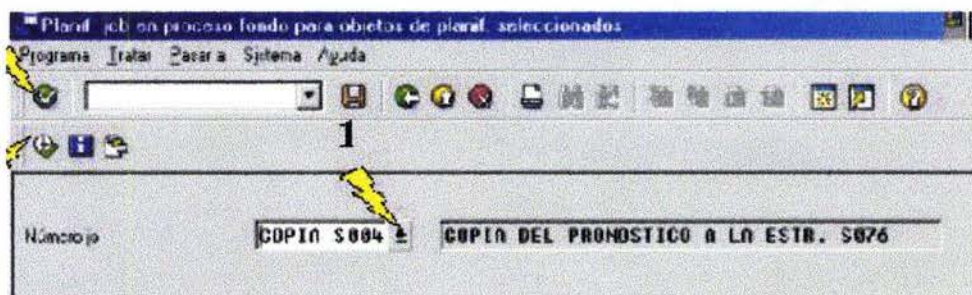 Planif. job en proceso fondo para objetos de planif. seleccionados
Programa Tratar Pasar a Sistema Ayuda
1
Número jo COPIA S004 COPIA DEL PRONOSTICO A LA ESTR. S076